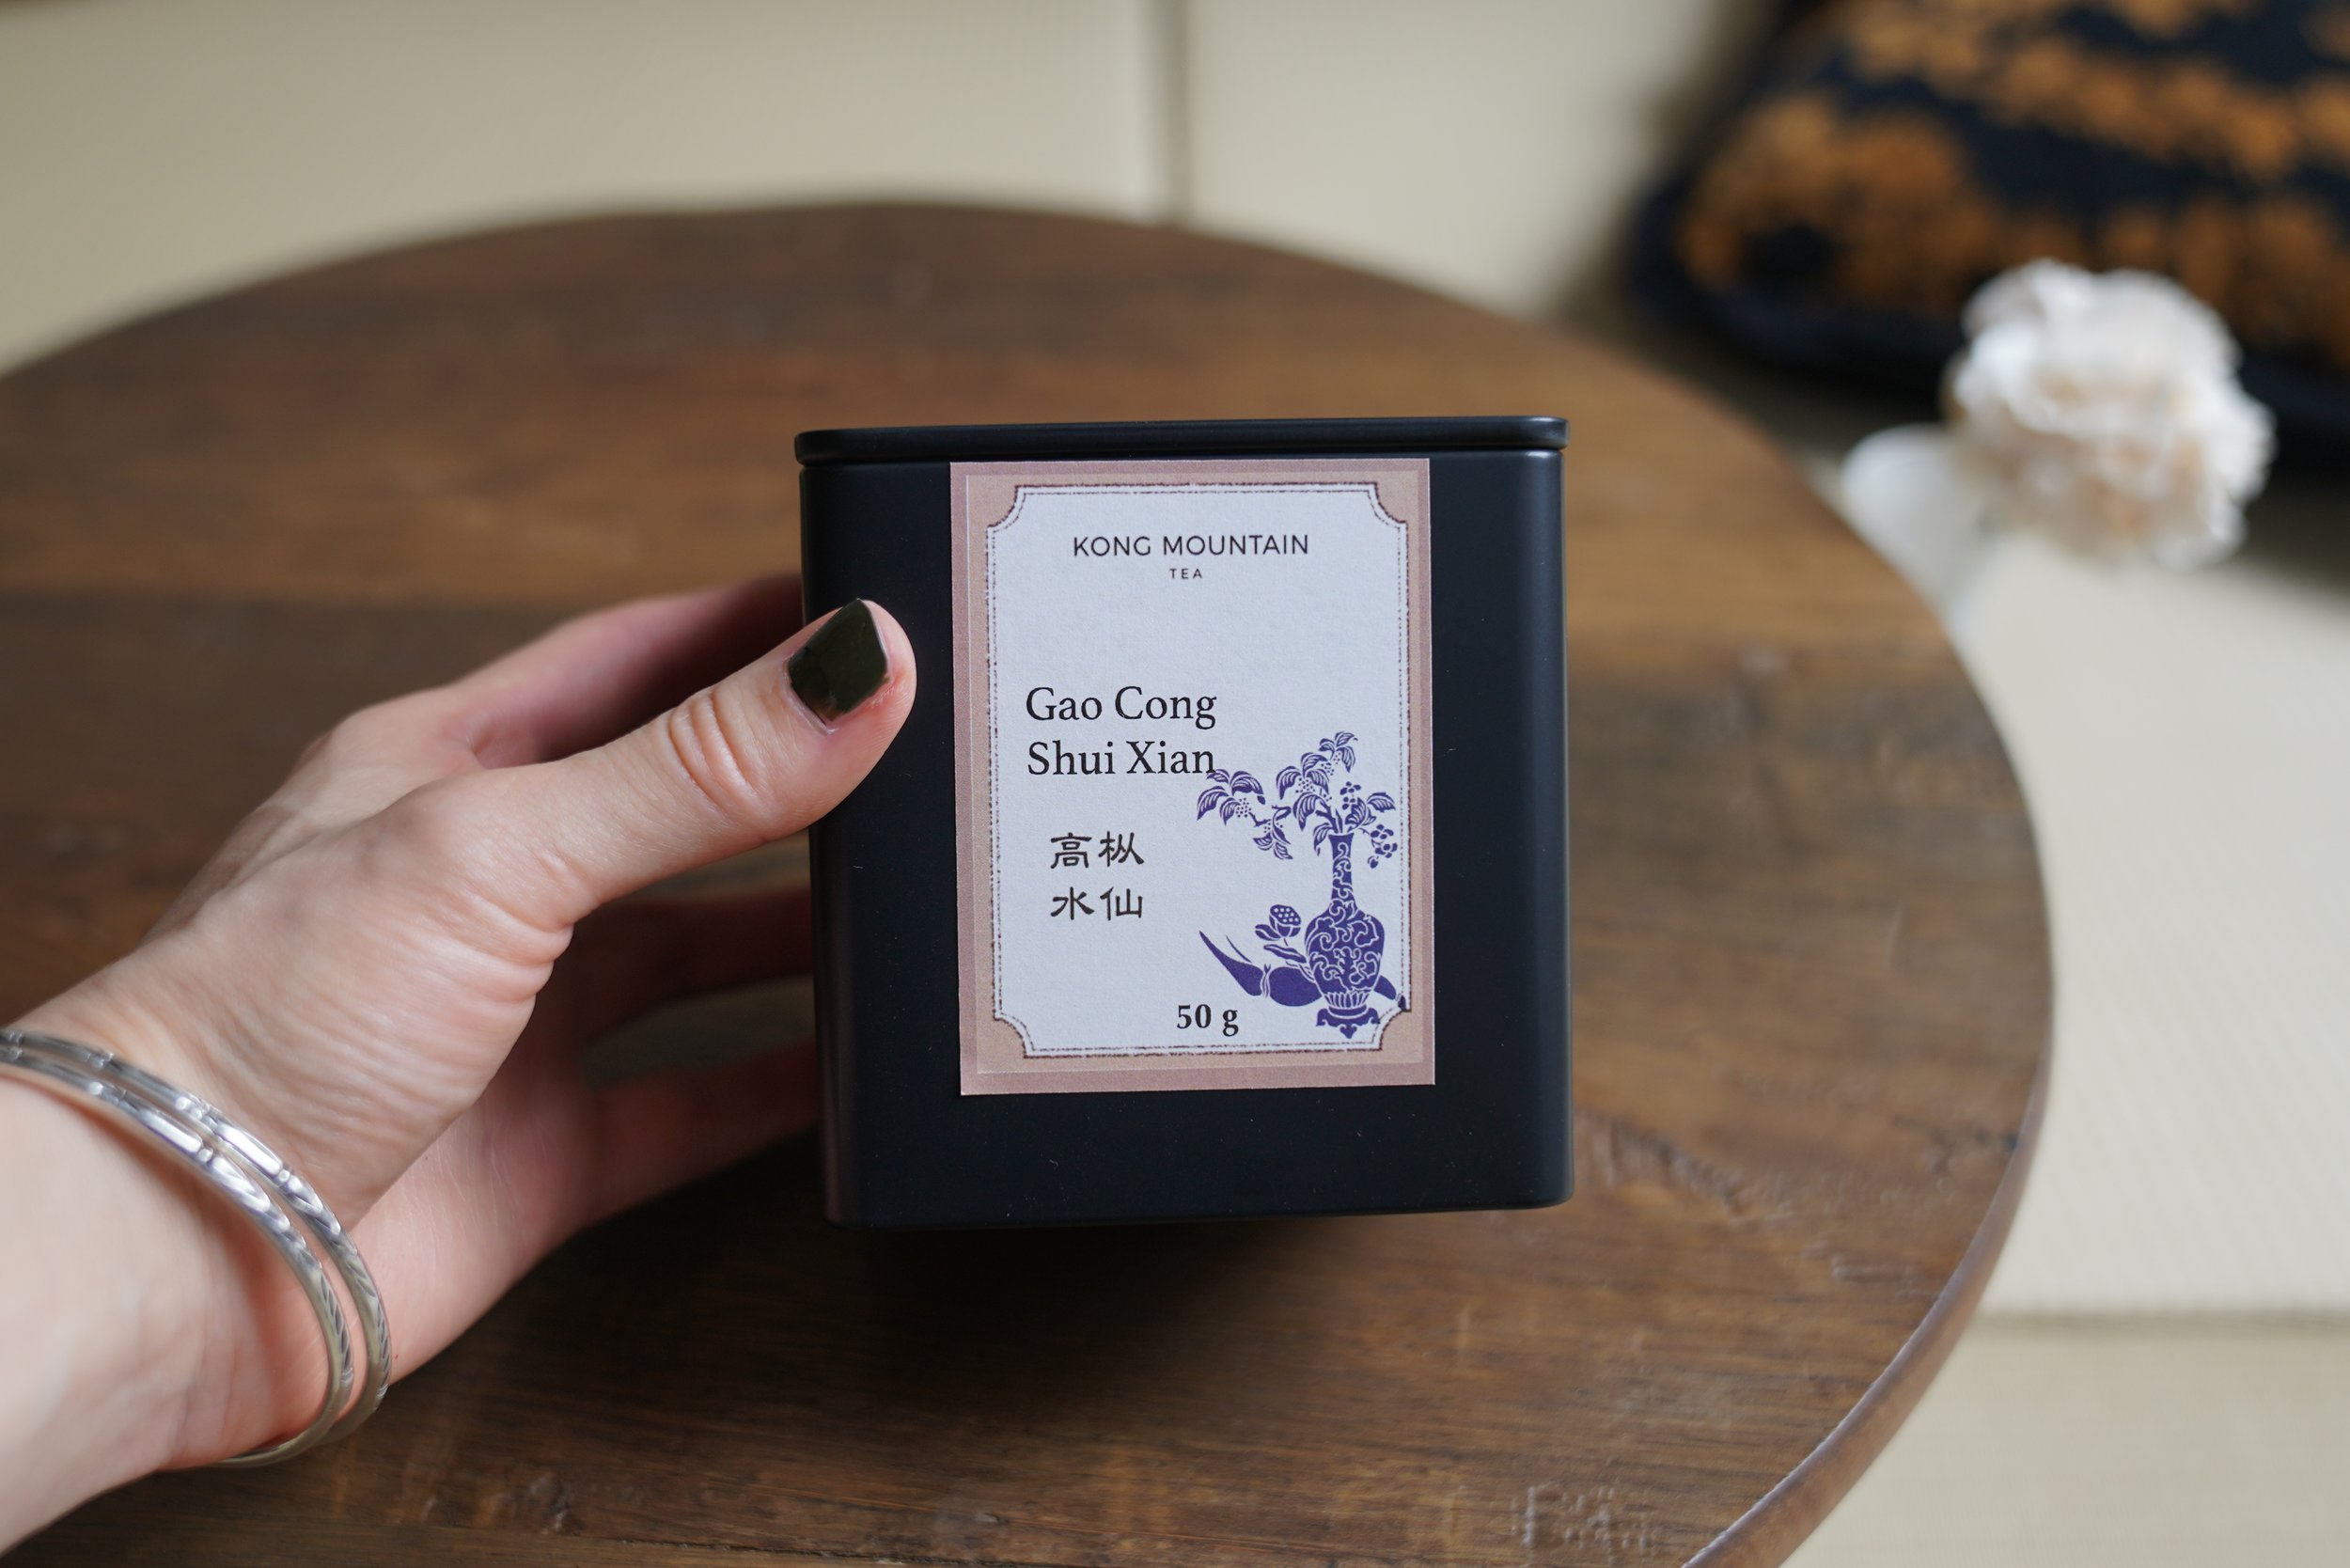 KONG MOUNTAIN
TEA
Gao Cong
Shui Xian
高枞
水仙
50 g